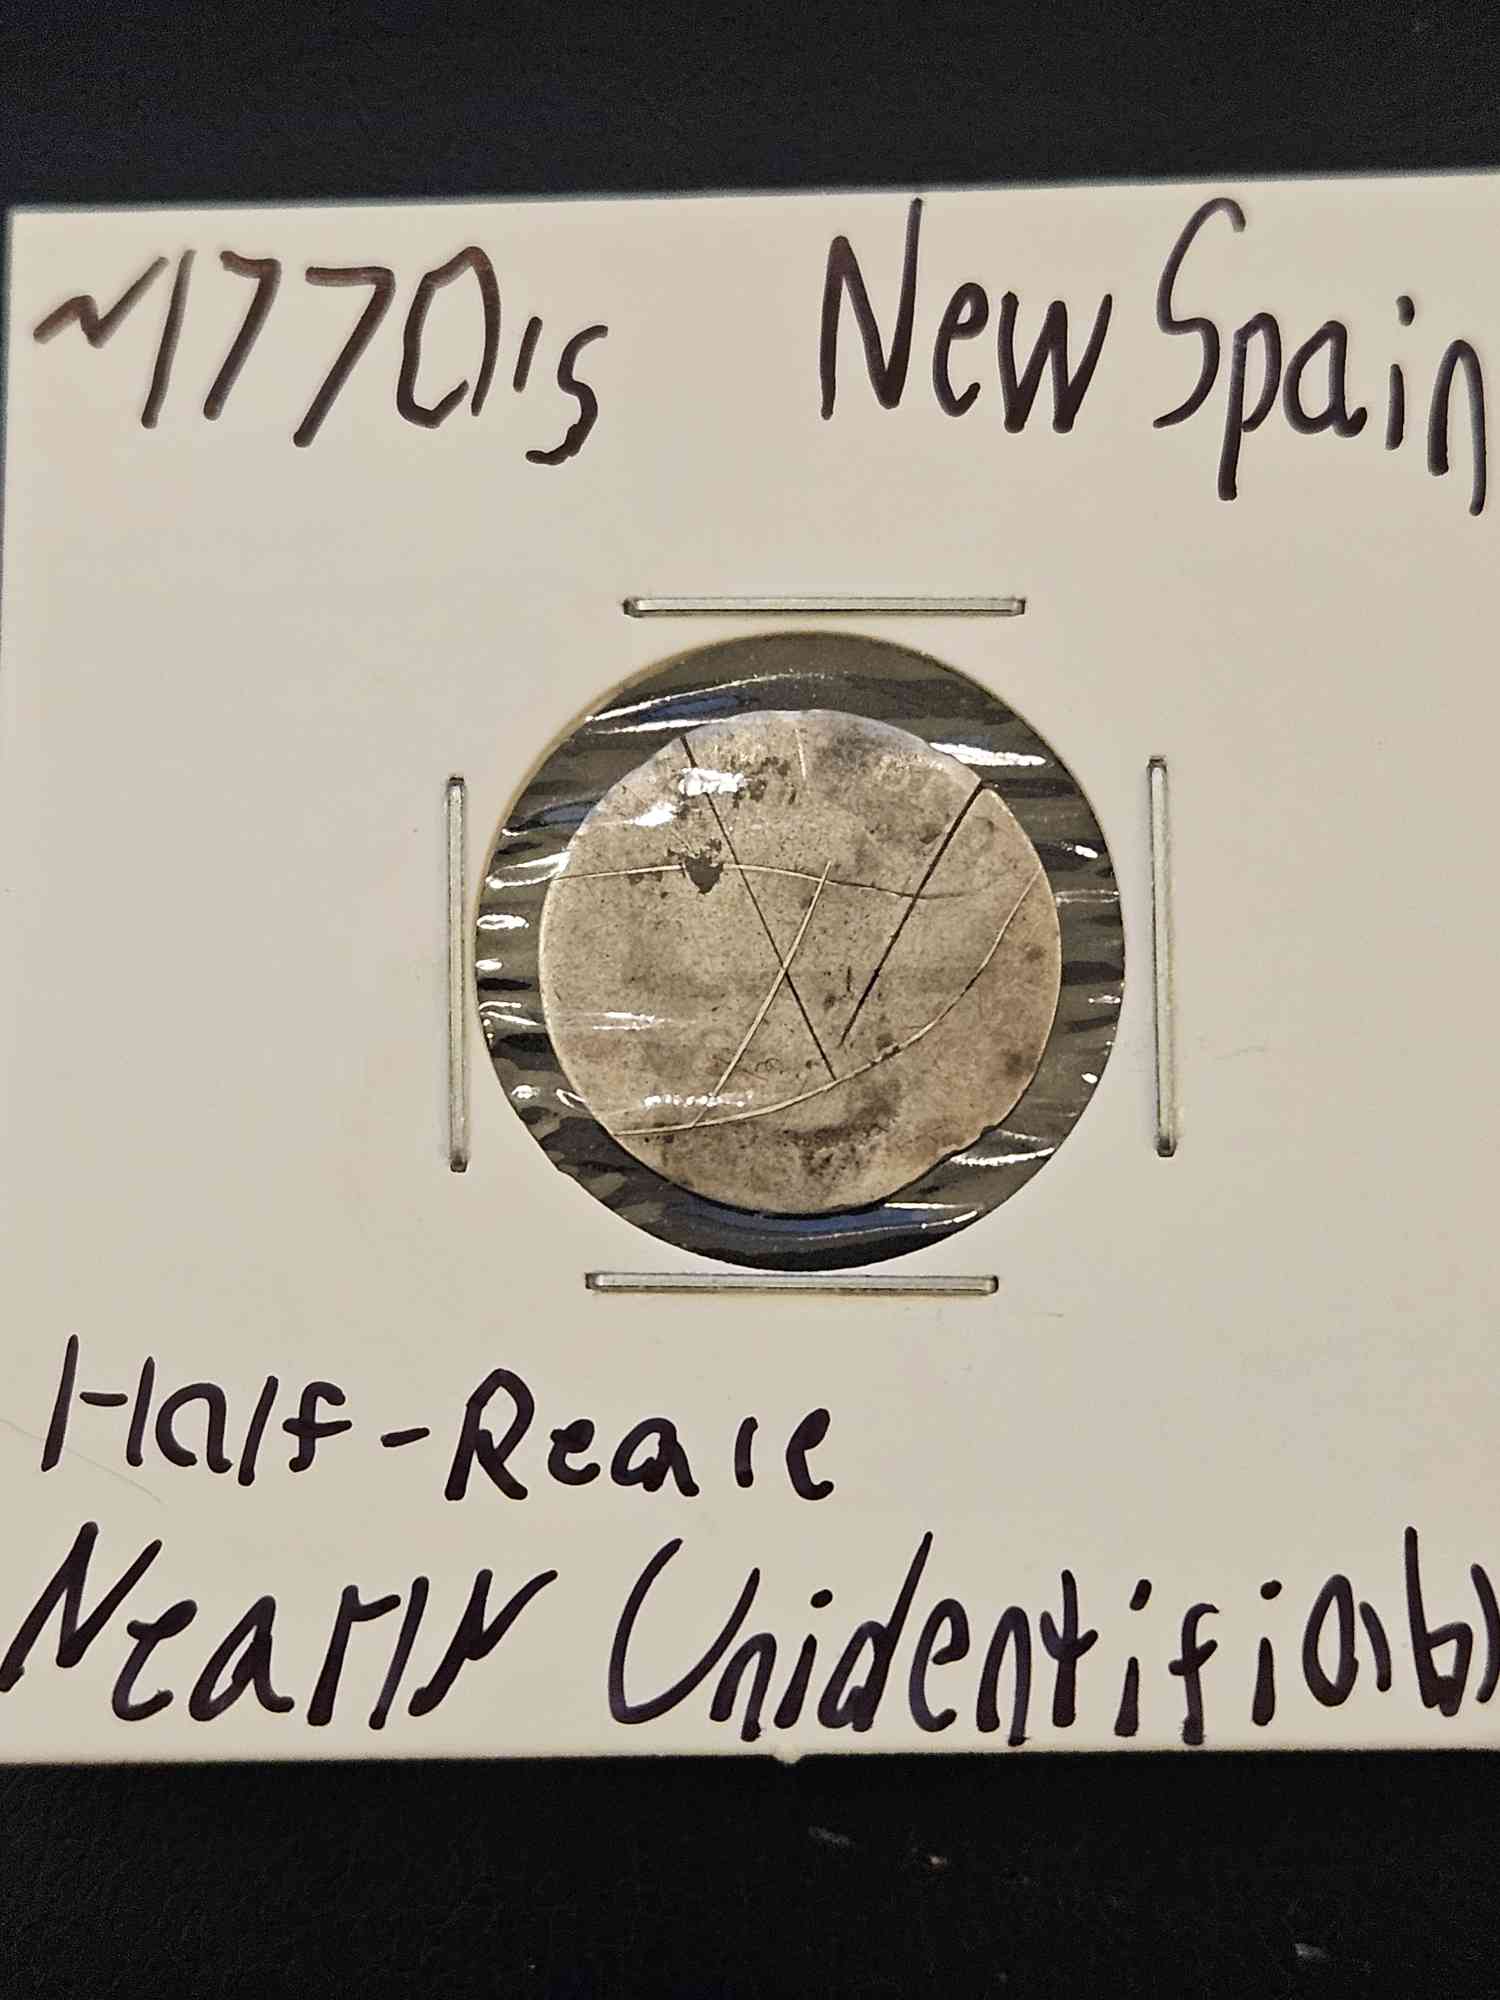 ~1770's New Spain
Half-Reale
Nearly Unidentifiabl